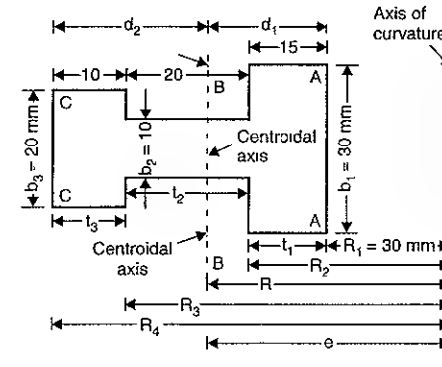 d₂
d₁
Axis of
curvature
15
10
20
B
A
C
b₃ – 20 mm
b₂ = 10
Centroidal
axis
b₁ = 30 mm
t₂
C
A
t₃
Centroidal
axis
t₁
R₁ = 30 mm
B
R₂
R
R₃
R₄
e